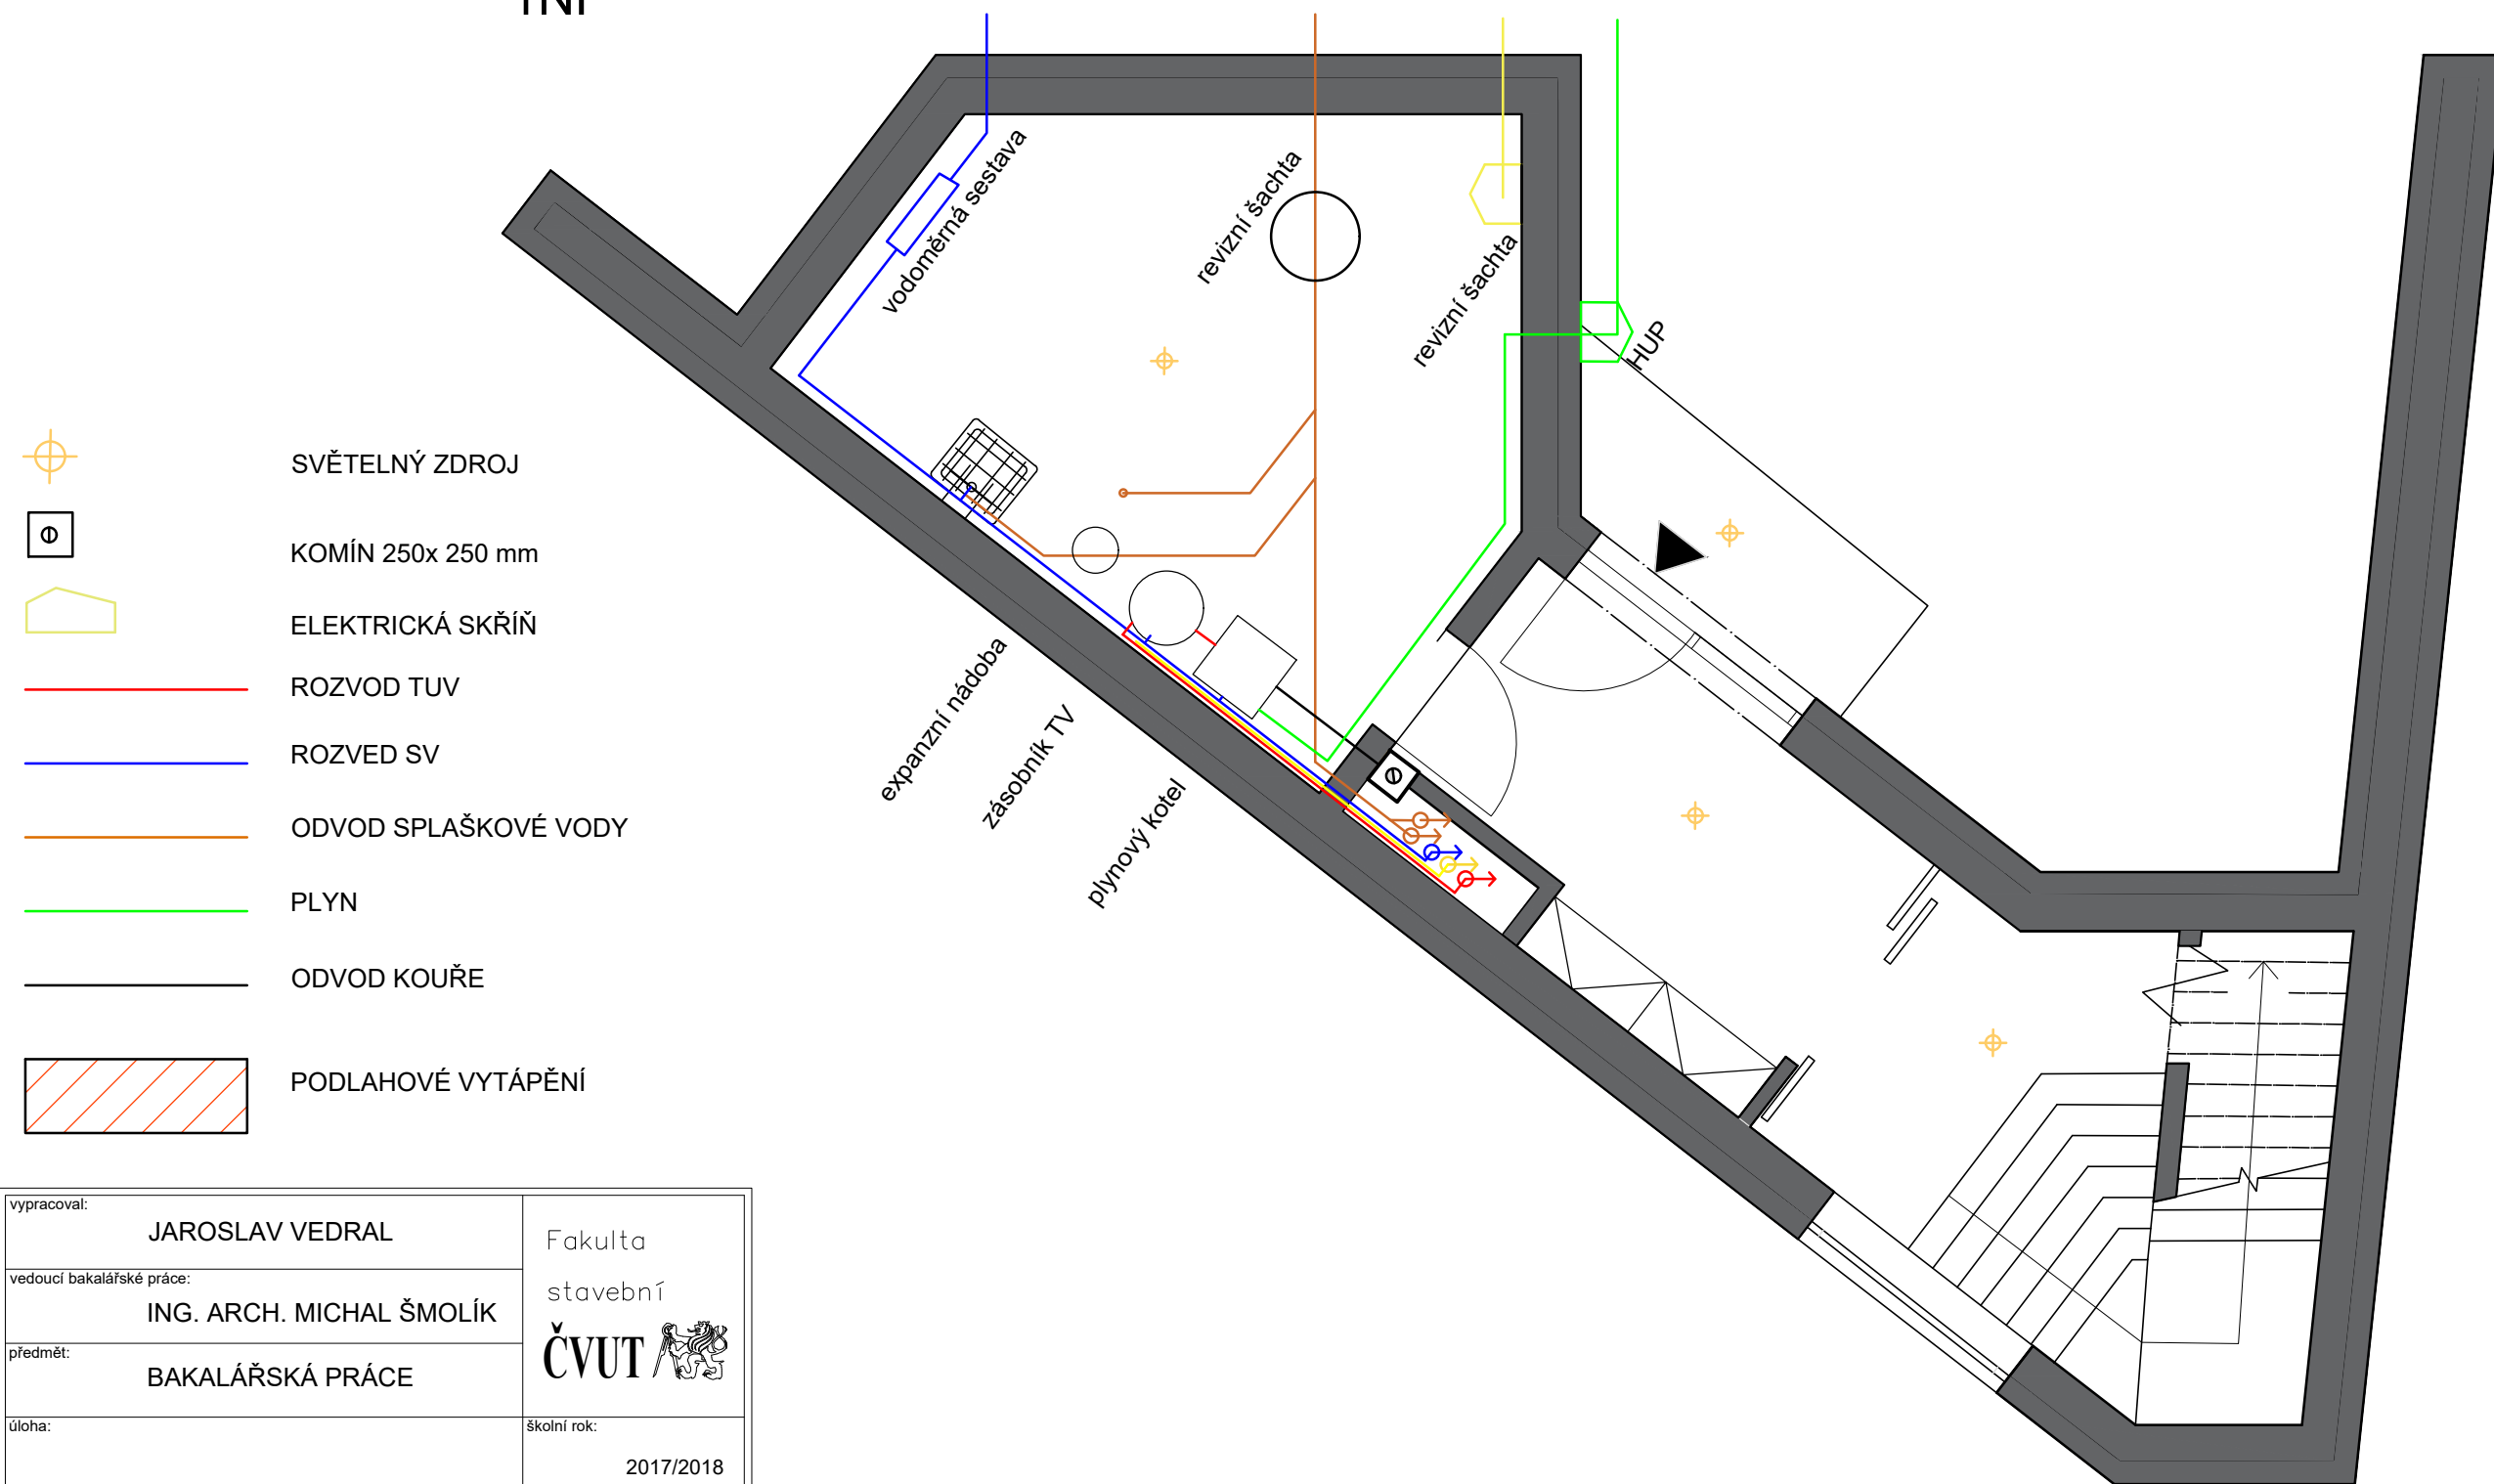 vodoměrná sestava
revizní šachta
revizní šachta
HUP
expanzní nádoba
zásobník TV
plynový kotel
SVĚTELNÝ ZDROJ
KOMÍN 250x 250 mm
ELEKTRICKÁ SKŘÍŇ
ROZVOD TUV
ROZVED SV
ODVOD SPLAŠKOVÉ VODY
PLYN
ODVOD KOUŘE
PODLAHOVÉ VYTÁPĚNÍ
vypracoval:
JAROSLAV VEDRAL
vedoucí bakalářské práce:
ING. ARCH. MICHAL ŠMOLÍK
předmět:
BAKALÁŘSKÁ PRÁCE
úloha:
Fakulta
stavební
ČVUT
školní rok:
2017/2018